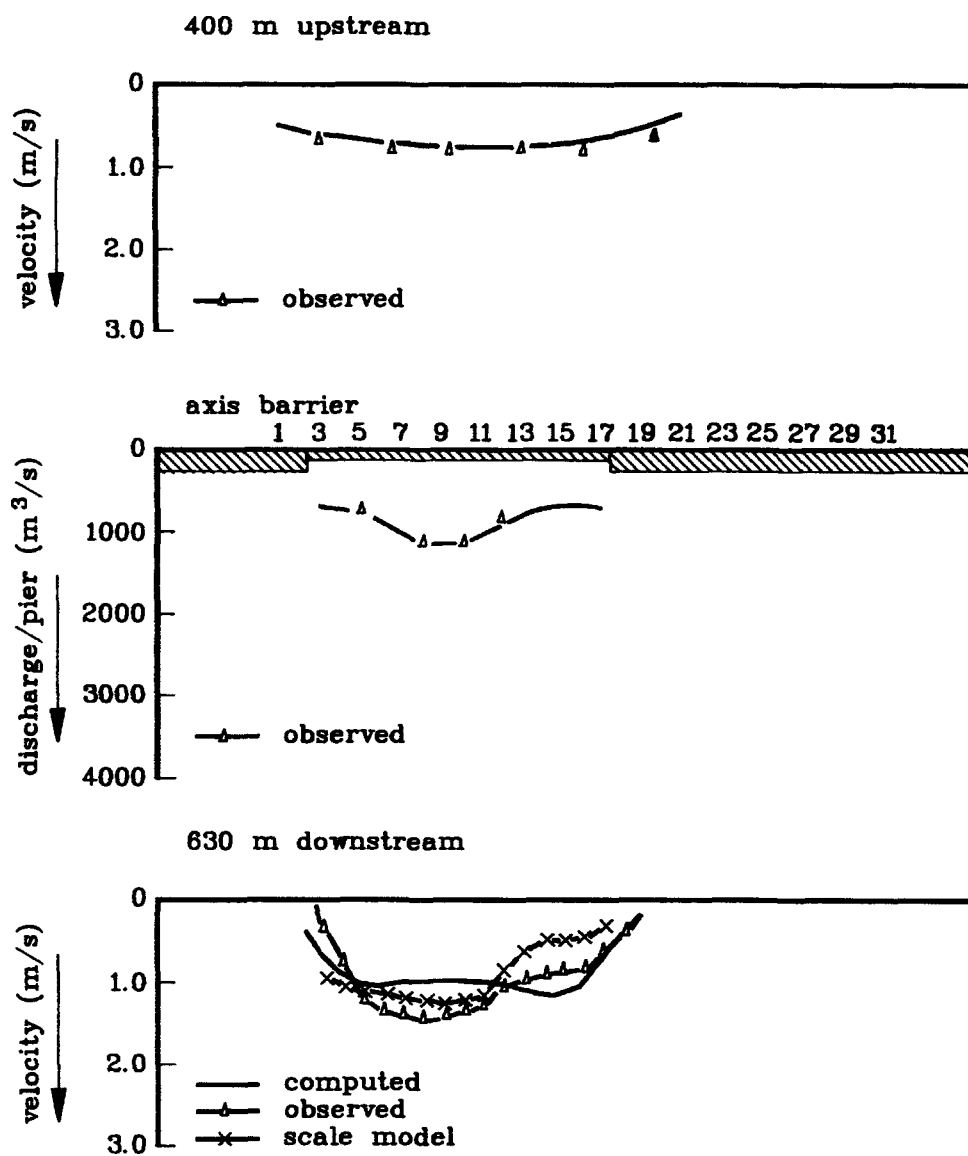 400 m upstream
0
1.0
2.0
3.0
velocity (m/s)
observed
axis barrier
1 3 5 7 9 11 13 15 17 19 21 23 25 27 29 31
0
1000
2000
3000
4000
discharge/pier (m³/s)
observed
630 m downstream
0
1.0
2.0
3.0
velocity (m/s)
computed
observed
scale model